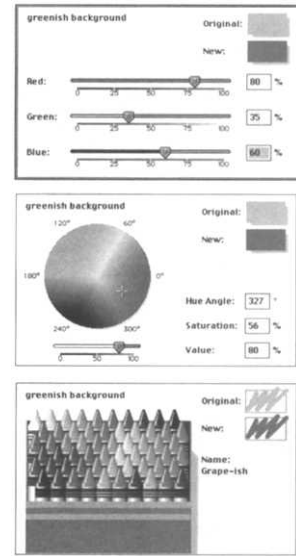 greenish background
Original:
New:
Red:
80 %
0 25 50 75 100
Green:
35 %
0 25 50 75 100
Blue:
60 %
0 25 50 75 100
greenish background
Original:
120° 60°
New:
180° 0°
240° 300°
Hue Angle: 327 °
Saturation: 56 %
0 50 100
Value: 80 %
greenish background
Original:
New:
Name:
Grape-ish